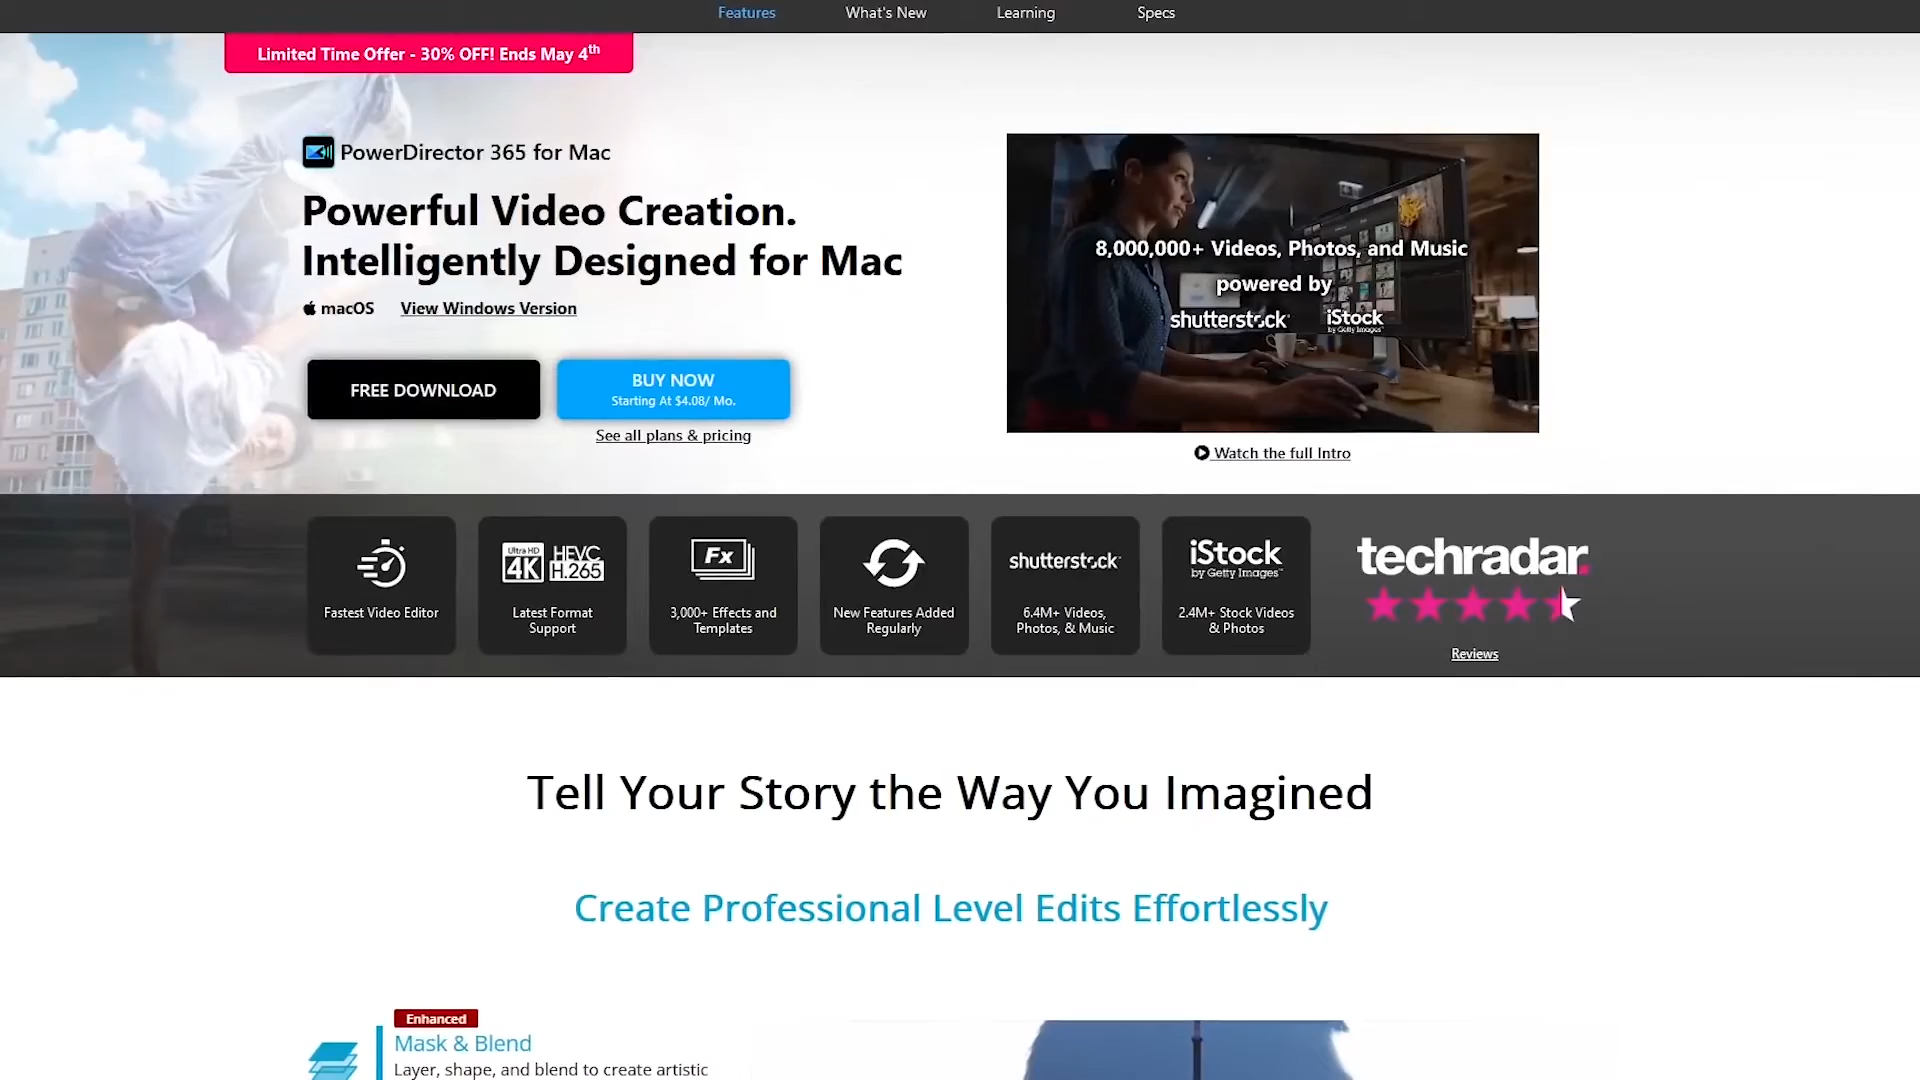 Features
What's New
Learning
Specs
Limited Time Offer - 30% OFF! Ends May 4th
PowerDirector 365 for Mac
Powerful Video Creation.
Intelligently Designed for Mac
macOS
View Windows Version
FREE DOWNLOAD
BUY NOW
Starting At $4.08/ Mo.
See all plans & pricing
8,000,000+ Videos, Photos, and Music
powered by
shutterstock
iStock
by Getty Images™
Watch the full Intro
Fastest Video Editor
Ultra HD
4K
HEVC
H.265
Latest Format
Support
Fx
3,000+ Effects and
Templates
New Features Added
Regularly
shutterstock
6.4M+ Videos,
Photos, & Music
iStock
by Getty Images™
2.4M+ Stock Videos
& Photos
techradar.
Reviews
Tell Your Story the Way You Imagined
Create Professional Level Edits Effortlessly
Enhanced
Mask & Blend
Layer, shape, and blend to create artistic